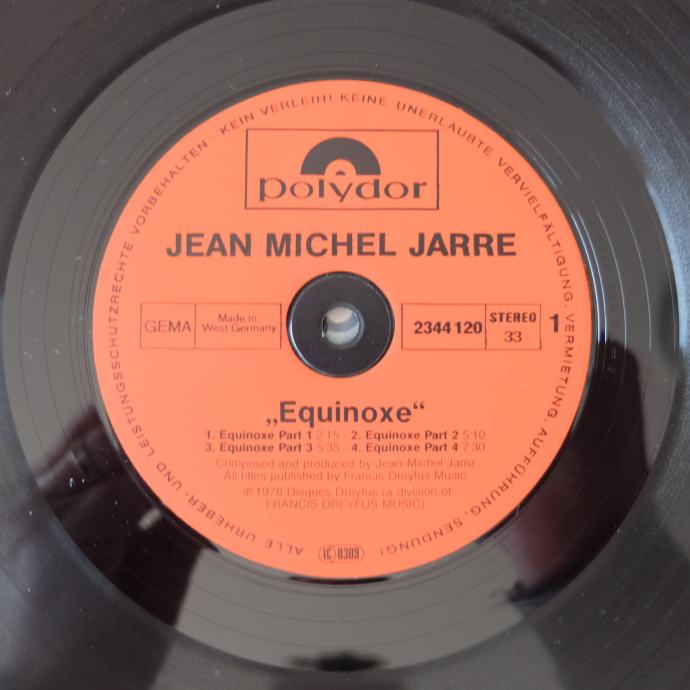 ALLE URHEBER- UND LEISTUNGSSCHUTZRECHTE VORBEHALTEN · KEIN VERLEIH! KEINE UNERLAUBTE VERVIELFÄLTIGUNG, VERMIETUNG, AUFFÜHRUNG, SENDUNG!
polydor
JEAN MICHEL JARRE
GEMA
Made in
West Germany
2344 120
STEREO
33
1
„Equinoxe“
1. Equinoxe Part 1 2:15 · 2. Equinoxe Part 2 5:10
3. Equinoxe Part 3 5:35 · 4. Equinoxe Part 4 7:30
Composed and produced by Jean-Michel Jarre
All titles published by Francis Dreyfus Music
℗ 1978 Disques Dreyfus (a division of
FRANCIS DREYFUS MUSIC)
LC 0309